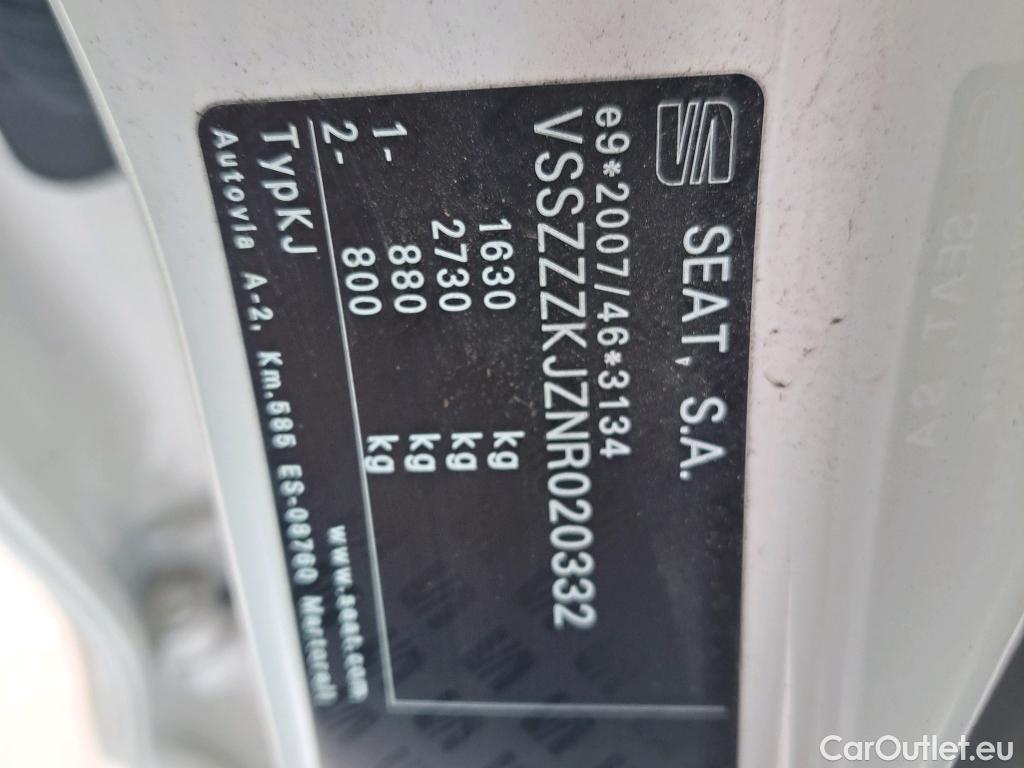 SEAT, S.A.
e9*2007/46*3134
VSSZZZKJZNR020332
1630 kg
2730 kg
1- 880 kg
2- 800 kg
TypKJ www.seat.com
Autovia A-2, Km.585 ES-08760 Martorell
SEAT, S.A
CarOutlet.eu